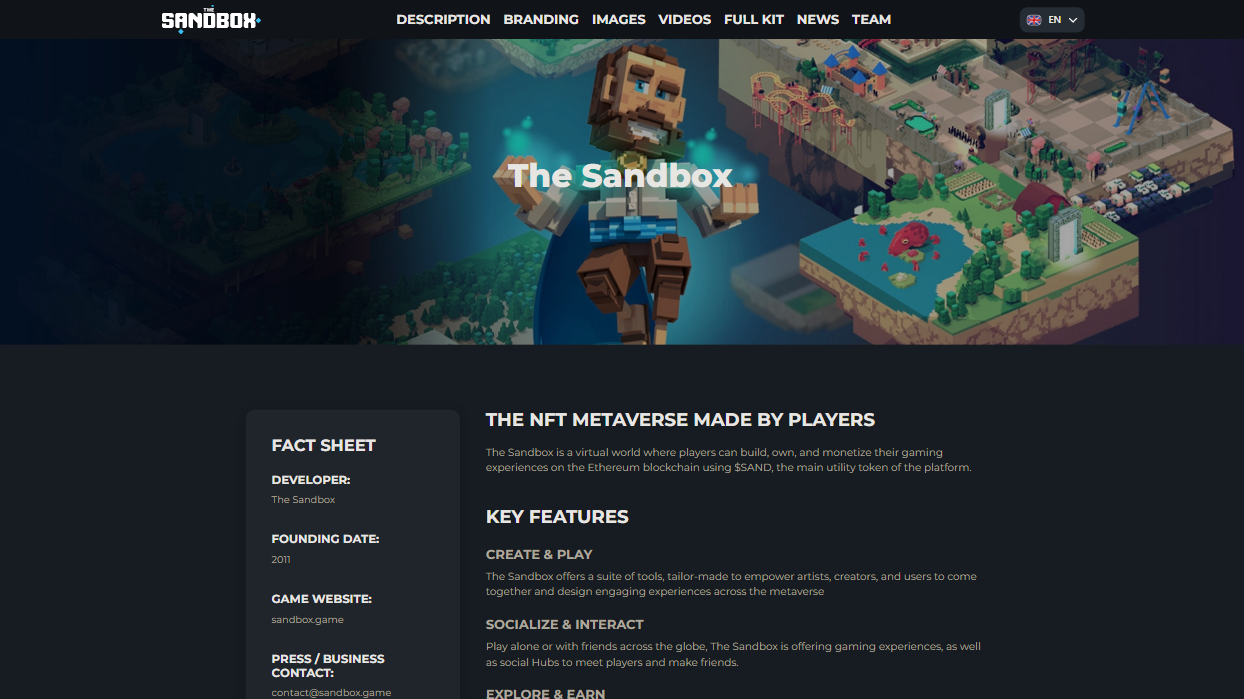 THE
SANDBOX
DESCRIPTION BRANDING IMAGES VIDEOS FULL KIT NEWS TEAM
EN
The Sandbox
FACT SHEET
DEVELOPER:
The Sandbox
FOUNDING DATE:
2011
GAME WEBSITE:
sandbox.game
PRESS / BUSINESS
CONTACT:
contact@sandbox.game
THE NFT METAVERSE MADE BY PLAYERS
The Sandbox is a virtual world where players can build, own, and monetize their gaming
experiences on the Ethereum blockchain using $SAND, the main utility token of the platform.
KEY FEATURES
CREATE & PLAY
The Sandbox offers a suite of tools, tailor-made to empower artists, creators, and users to come
together and design engaging experiences across the metaverse
SOCIALIZE & INTERACT
Play alone or with friends across the globe, The Sandbox is offering gaming experiences, as well
as social Hubs to meet players and make friends.
EXPLORE & EARN